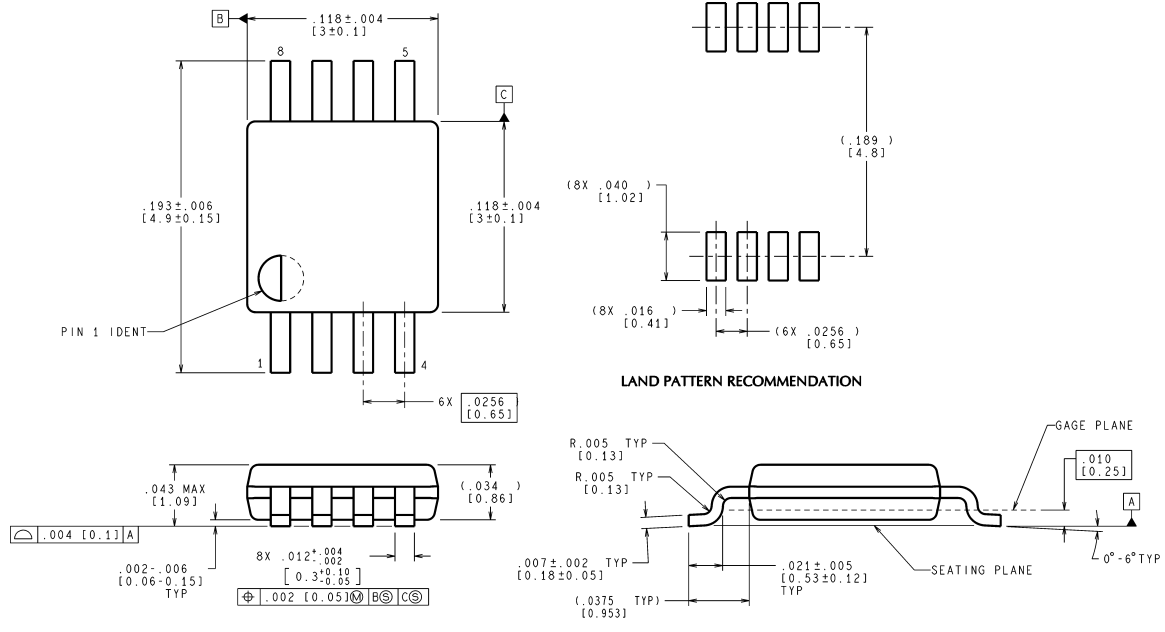 B
.118±.004
[3±0.1]
8
5
C
.193±.006
[4.9±0.15]
.118±.004
[3±0.1]
PIN 1 IDENT
1
4
6X .0256
[0.65]
(.189 )
[4.8]
(8X .040 )
[1.02]
(8X .016 )
[0.41]
(6X .0256 )
[0.65]
LAND PATTERN RECOMMENDATION
.043 MAX
[1.09]
(.034 )
[0.86]
.004 [0.1] A
.002-.006
[0.06-0.15]
TYP
8X .012+.004
-.002
[ 0.3+0.10
-0.05 ]
⌖ .002 [0.05]Ⓜ BⓈ CⓈ
R.005 TYP
[0.13]
R.005 TYP
[0.13]
GAGE PLANE
.010
[0.25]
A
0°-6°TYP
SEATING PLANE
.007±.002 TYP
[0.18±0.05]
.021±.005
[0.53±0.12]
TYP
(.0375 TYP)
[0.953]